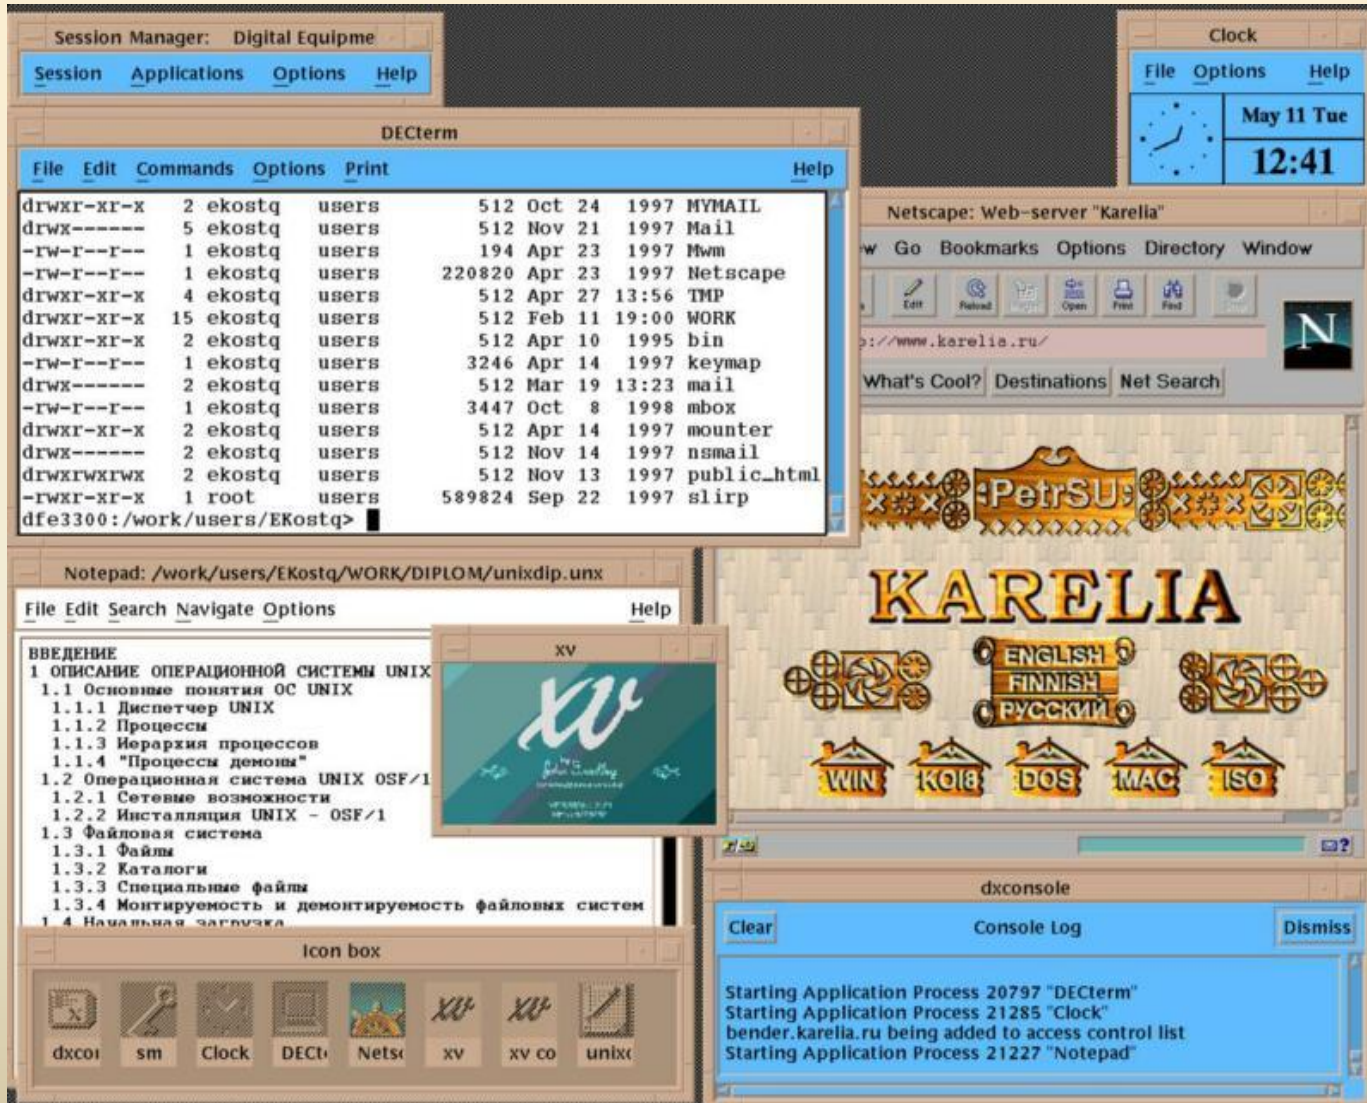 Session Manager: Digital Equipme
Session Applications Options Help
Clock
File Options Help
May 11 Tue
12:41
DECterm
File Edit Commands Options Print Help
drwxr-xr-x 2 ekostq users 512 Oct 24 1997 MYMAIL
drwx------ 5 ekostq users 512 Nov 21 1997 Mail
-rw-r--r-- 1 ekostq users 194 Apr 23 1997 Mwm
-rw-r--r-- 1 ekostq users 220820 Apr 23 1997 Netscape
drwxr-xr-x 4 ekostq users 512 Apr 27 13:56 TMP
drwxr-xr-x 15 ekostq users 512 Feb 11 19:00 WORK
drwxr-xr-x 2 ekostq users 512 Apr 10 1995 bin
-rw-r--r-- 1 ekostq users 3246 Apr 14 1997 keymap
drwx------ 2 ekostq users 512 Mar 19 13:23 mail
-rw-r--r-- 1 ekostq users 3447 Oct 8 1998 mbox
drwxr-xr-x 2 ekostq users 512 Apr 14 1997 mounter
drwx------ 2 ekostq users 512 Nov 14 1997 nsmail
drwxrwxrwx 2 ekostq users 512 Nov 13 1997 public_html
-rwxr-xr-x 1 root users 589824 Sep 22 1997 slirp
dfe3300:/work/users/EKostq>
Netscape: Web-server "Karelia"
w Go Bookmarks Options Directory Window
Edit Reload Open Print Find
N
://www.karelia.ru/
What's Cool? Destinations Net Search
PetrSU
KARELIA
ENGLISH
FINNISH
РУССКИЙ
WIN KOI8 DOS MAC ISO
Notepad: /work/users/EKostq/WORK/DIPLOM/unixdip.unx
File Edit Search Navigate Options Help
ВВЕДЕНИЕ
1 ОПИСАНИЕ ОПЕРАЦИОННОЙ СИСТЕМЫ UNIX
1.1 Основные понятия ОС UNIX
1.1.1 Диспетчер UNIX
1.1.2 Процессы
1.1.3 Иерархия процессов
1.1.4 "Процессы демоны"
1.2 Операционная система UNIX OSF/1
1.2.1 Сетевые возможности
1.2.2 Инсталляция UNIX - OSF/1
1.3 Файловая система
1.3.1 Файлы
1.3.2 Каталоги
1.3.3 Специальные файлы
1.3.4 Монтируемость и демонтируемость файловых систем
1.4 Начальная загрузка
xv
xv
by
John Bradley
Icon box
dxcon sm Clock DECt Netsc xv xv co unixc
dxconsole
Clear Console Log Dismiss
Starting Application Process 20797 "DECterm"
Starting Application Process 21285 "Clock"
bender.karelia.ru being added to access control list
Starting Application Process 21227 "Notepad"